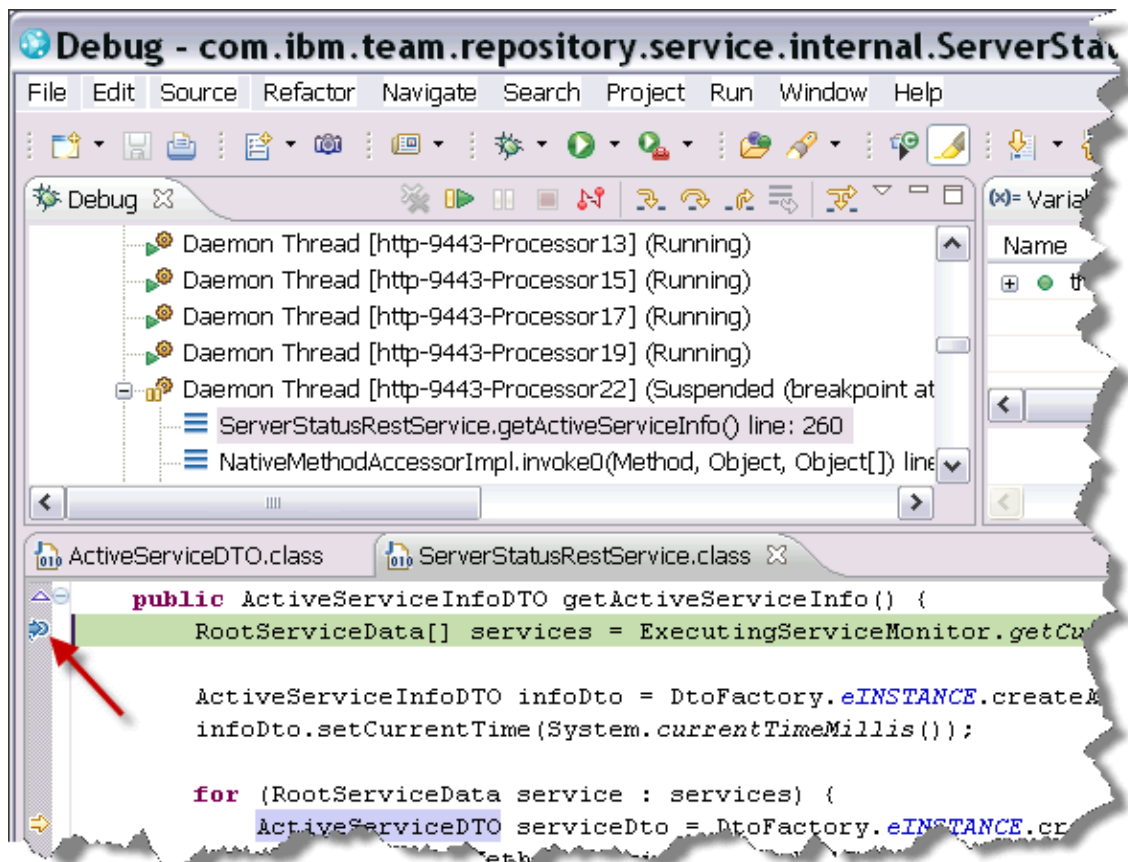 Debug - com.ibm.team.repository.service.internal.ServerStat
File Edit Source Refactor Navigate Search Project Run Window Help
Debug
(x)= Varial
Daemon Thread [http-9443-Processor13] (Running)
Name
Daemon Thread [http-9443-Processor15] (Running)
Daemon Thread [http-9443-Processor17] (Running)
Daemon Thread [http-9443-Processor19] (Running)
Daemon Thread [http-9443-Processor22] (Suspended (breakpoint at
ServerStatusRestService.getActiveServiceInfo() line: 260
NativeMethodAccessorImpl.invoke0(Method, Object, Object[]) line
ActiveServiceDTO.class ServerStatusRestService.class
public ActiveServiceInfoDTO getActiveServiceInfo() {
RootServiceData[] services = ExecutingServiceMonitor.getCu
ActiveServiceInfoDTO infoDto = DtoFactory.eINSTANCE.createA
infoDto.setCurrentTime(System.currentTimeMillis());
for (RootServiceData service : services) {
ActiveServiceDTO serviceDto = DtoFactory.eINSTANCE.cr